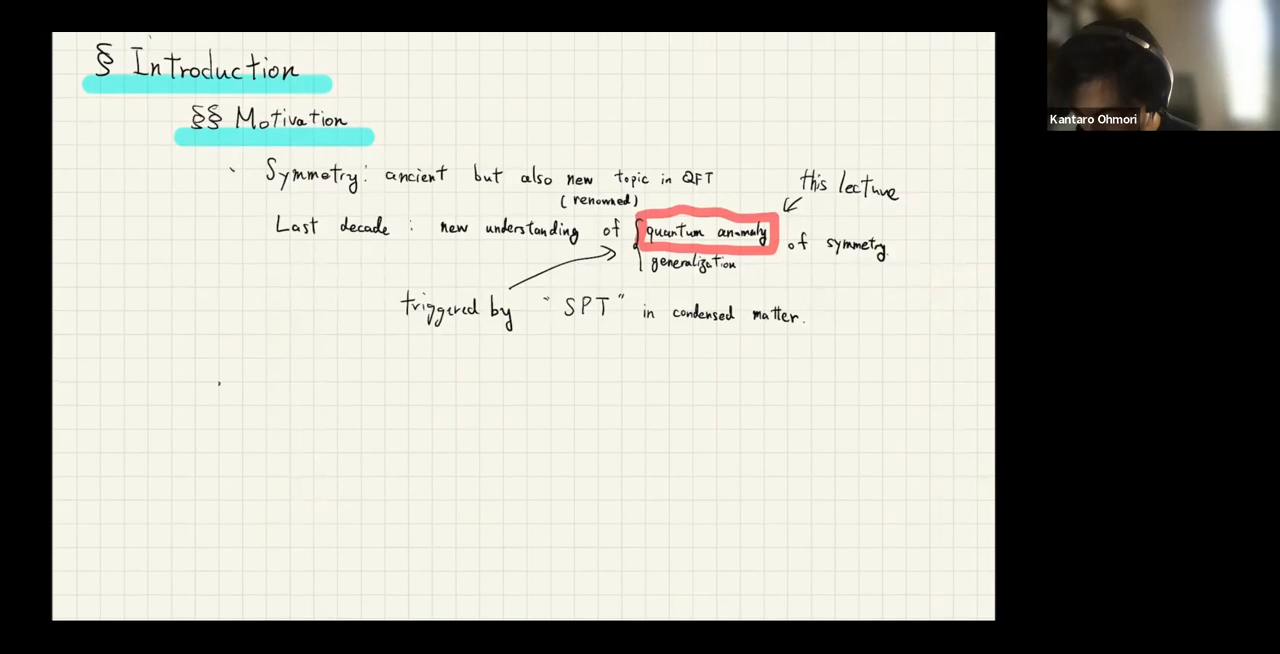 § Introduction
§§ Motivation
Symmetry: ancient but also new topic in QFT
(renowned)
this lecture
Last decade : new understanding of { quantum anomaly of symmetry.
generalization
triggered by "SPT" in condensed matter.
Kantaro Ohmori